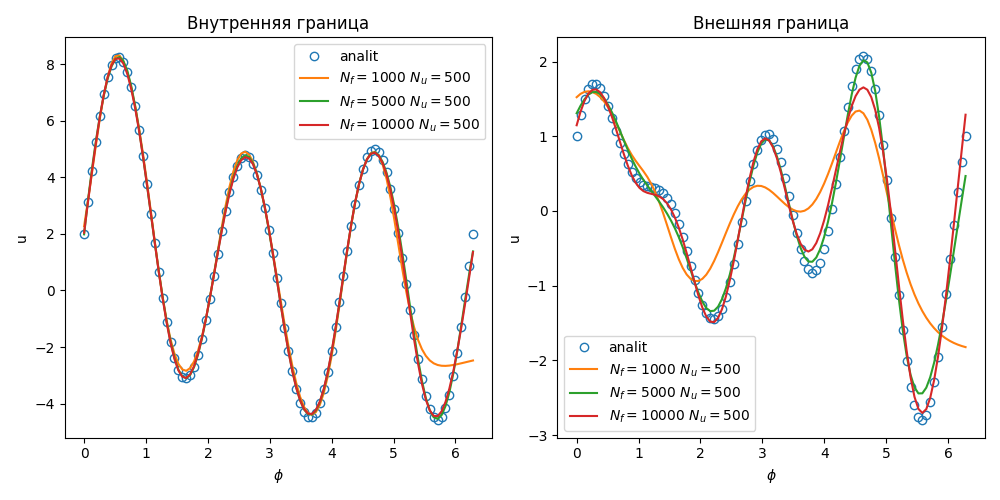 Внутренняя граница
8
6
4
2
0
−2
−4
u
0 1 2 3 4 5 6
ϕ
analit
N_f = 1000 N_u = 500
N_f = 5000 N_u = 500
N_f = 10000 N_u = 500
Внешняя граница
2
1
0
−1
−2
−3
u
0 1 2 3 4 5 6
ϕ
analit
N_f = 1000 N_u = 500
N_f = 5000 N_u = 500
N_f = 10000 N_u = 500